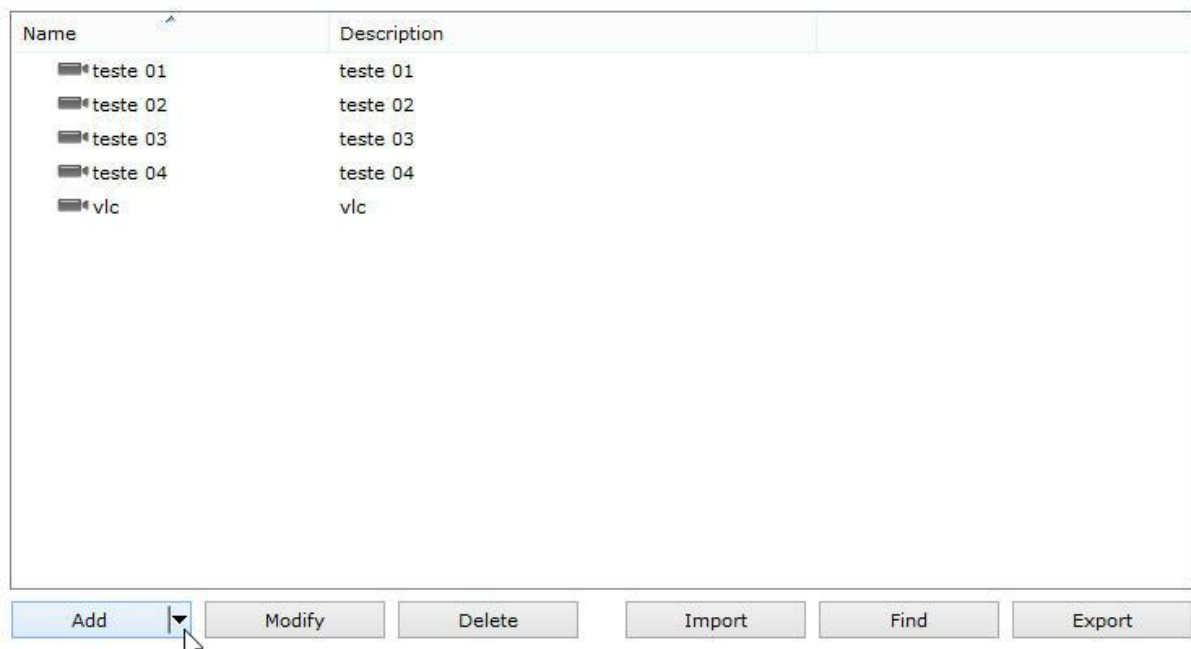 Name Description
teste 01 teste 01
teste 02 teste 02
teste 03 teste 03
teste 04 teste 04
vlc vlc
Add Modify Delete Import Find Export